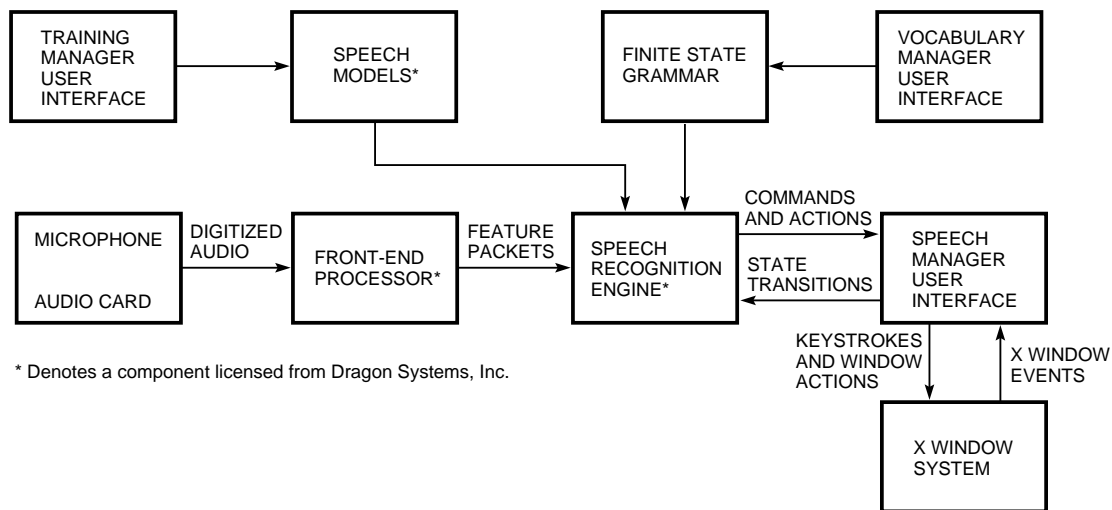 TRAINING
MANAGER
USER
INTERFACE
SPEECH
MODELS*
FINITE STATE
GRAMMAR
VOCABULARY
MANAGER
USER
INTERFACE
MICROPHONE
AUDIO CARD
DIGITIZED
AUDIO
FRONT-END
PROCESSOR*
FEATURE
PACKETS
SPEECH
RECOGNITION
ENGINE*
COMMANDS
AND ACTIONS
STATE
TRANSITIONS
SPEECH
MANAGER
USER
INTERFACE
KEYSTROKES
AND WINDOW
ACTIONS
X WINDOW
EVENTS
X WINDOW
SYSTEM
* Denotes a component licensed from Dragon Systems, Inc.